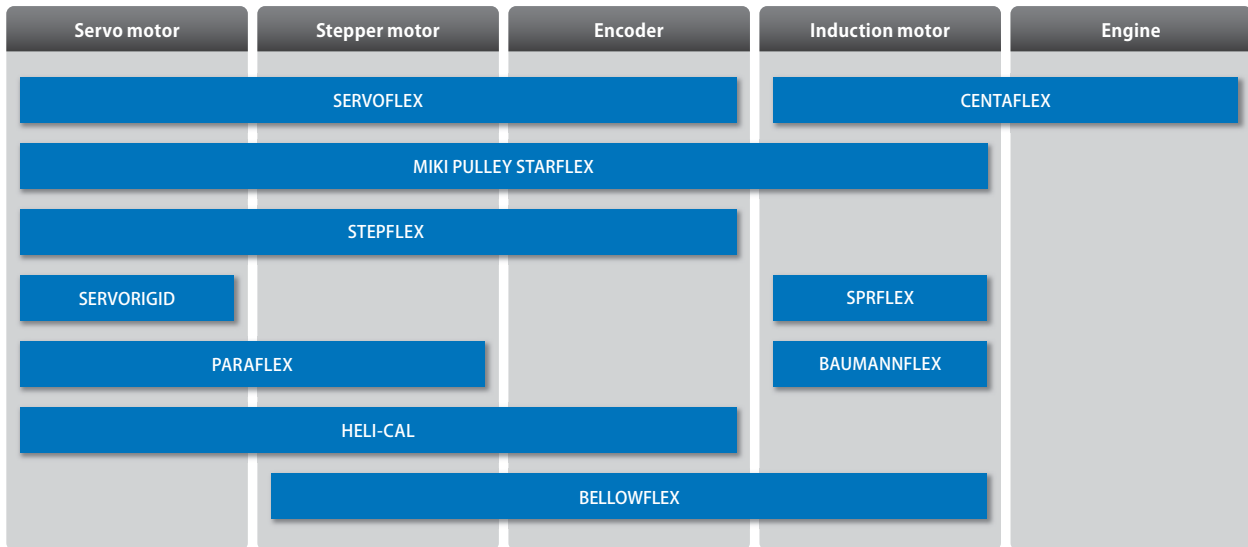 Servo motor
Stepper motor
Encoder
Induction motor
Engine
SERVOFLEX
CENTAFLEX
MIKI PULLEY STARFLEX
STEPFLEX
SERVORIGID
SPRFLEX
PARAFLEX
BAUMANNFLEX
HELI-CAL
BELLOWFLEX